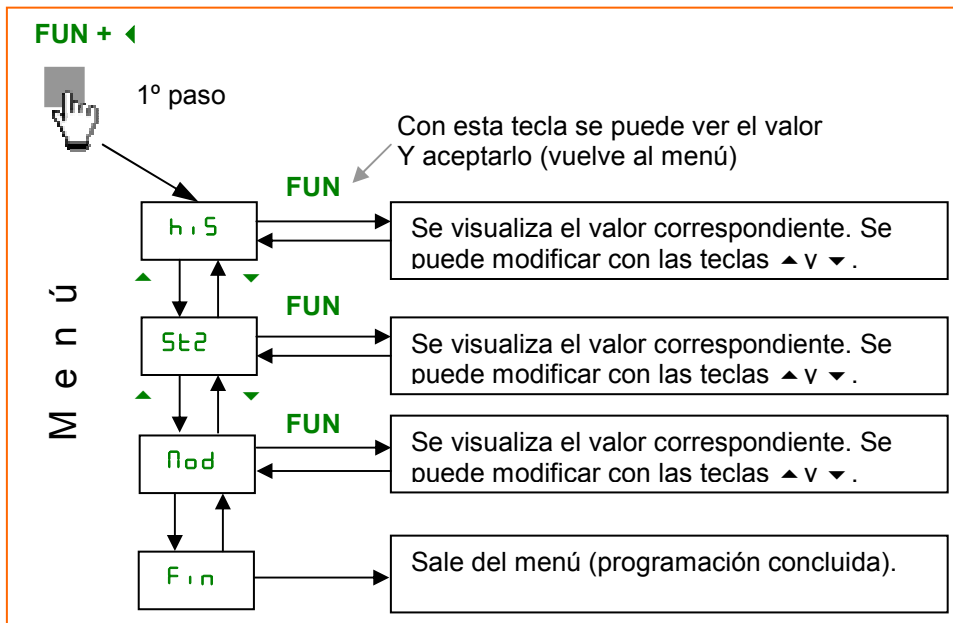 FUN +
1º paso
Con esta tecla se puede ver el valor
Y aceptarlo (vuelve al menú)
FUN
hiS
Se visualiza el valor correspondiente. Se
puede modificar con las teclas ▲ y ▼ .
Menú
FUN
St2
Se visualiza el valor correspondiente. Se
puede modificar con las teclas ▲ y ▼ .
FUN
Mod
Se visualiza el valor correspondiente. Se
puede modificar con las teclas ▲ y ▼ .
Fin
Sale del menú (programación concluida).